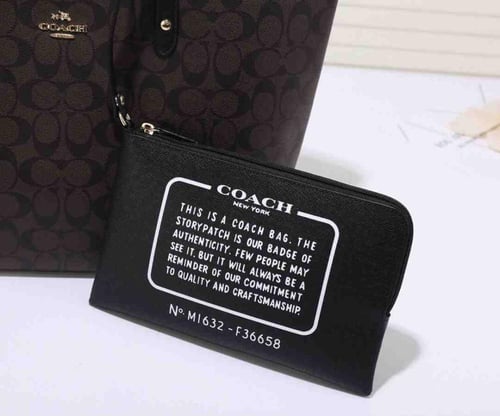 COACH
COACH
NEW YORK
THIS IS A COACH BAG. THE
STORYPATCH IS OUR BADGE OF
AUTHENTICITY. FEW PEOPLE MAY
SEE IT. BUT IT WILL ALWAYS BE A
REMINDER OF OUR COMMITMENT
TO QUALITY AND CRAFTSMANSHIP.
No. M1632 - F36658